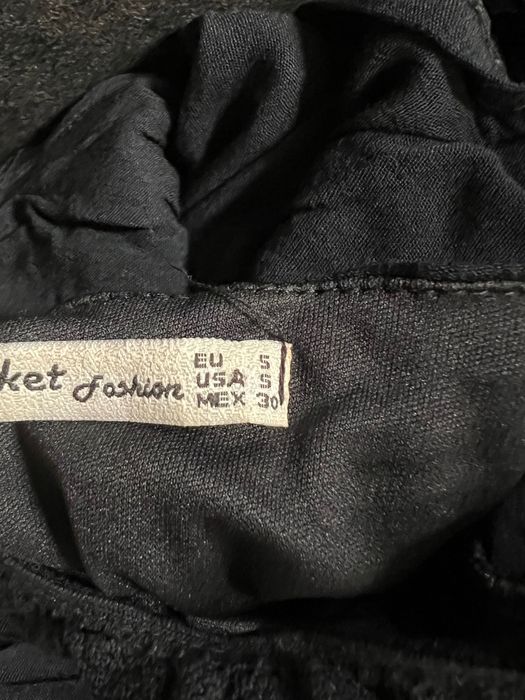 ket fashion
EU S
USA S
MEX 30